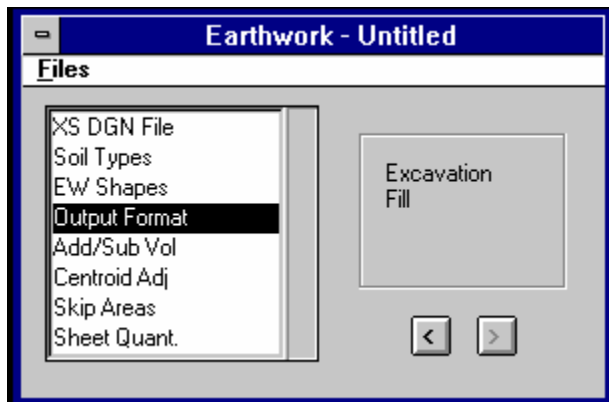 Earthwork - Untitled
Files
XS DGN File
Soil Types
EW Shapes
Output Format
Add/Sub Vol
Centroid Adj
Skip Areas
Sheet Quant.
Excavation
Fill
< >